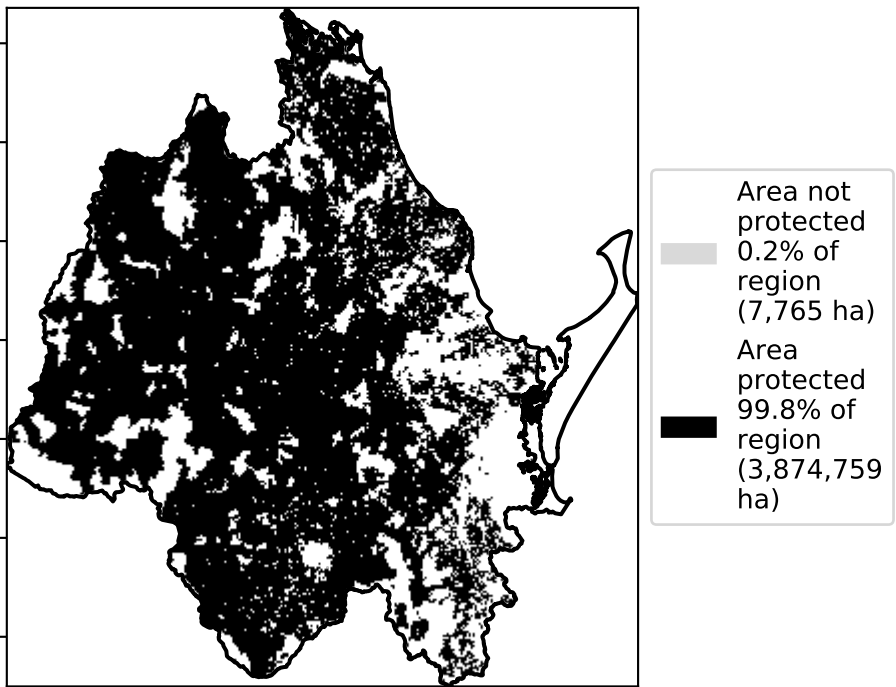 Area not
protected
0.2% of
region
(7,765 ha)
Area
protected
99.8% of
region
(3,874,759
ha)